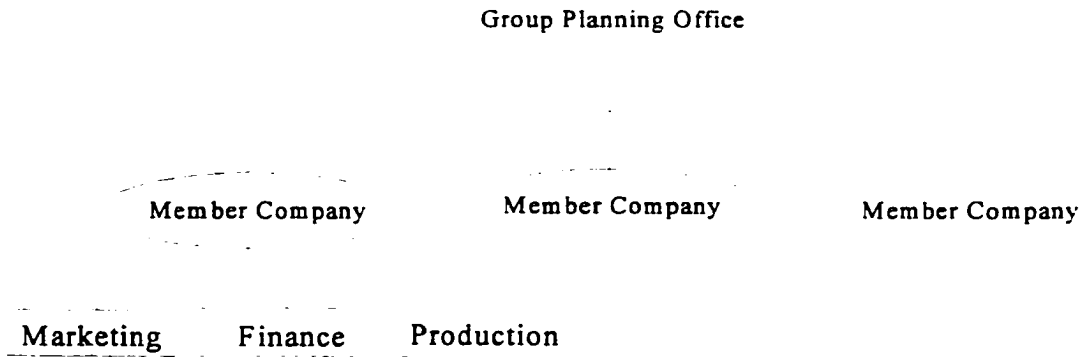 Group Planning Office
Member Company Member Company Member Company
Marketing Finance Production